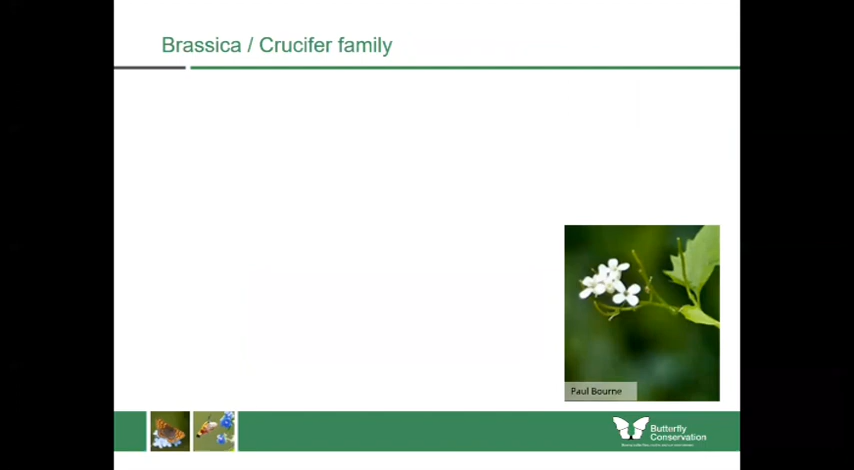 Brassica / Crucifer family
Paul Bourne
Butterfly
Conservation